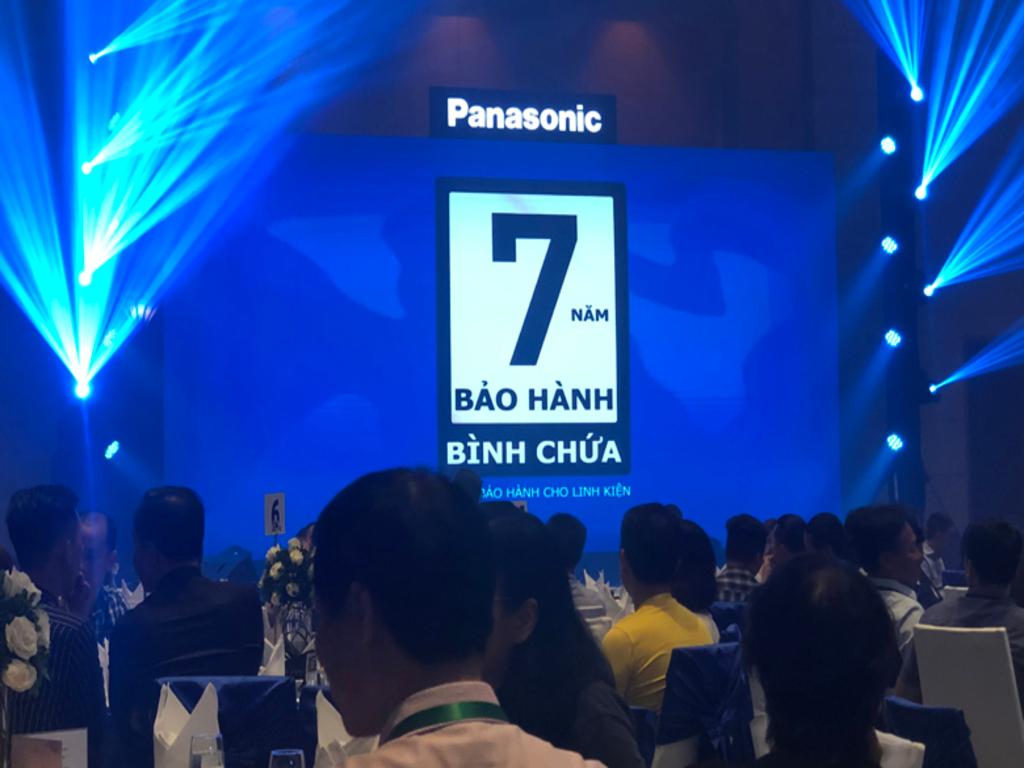 Panasonic
7
NĂM
BẢO HÀNH
BÌNH CHỨA
BẢO HÀNH CHO LINH KIỆN
6